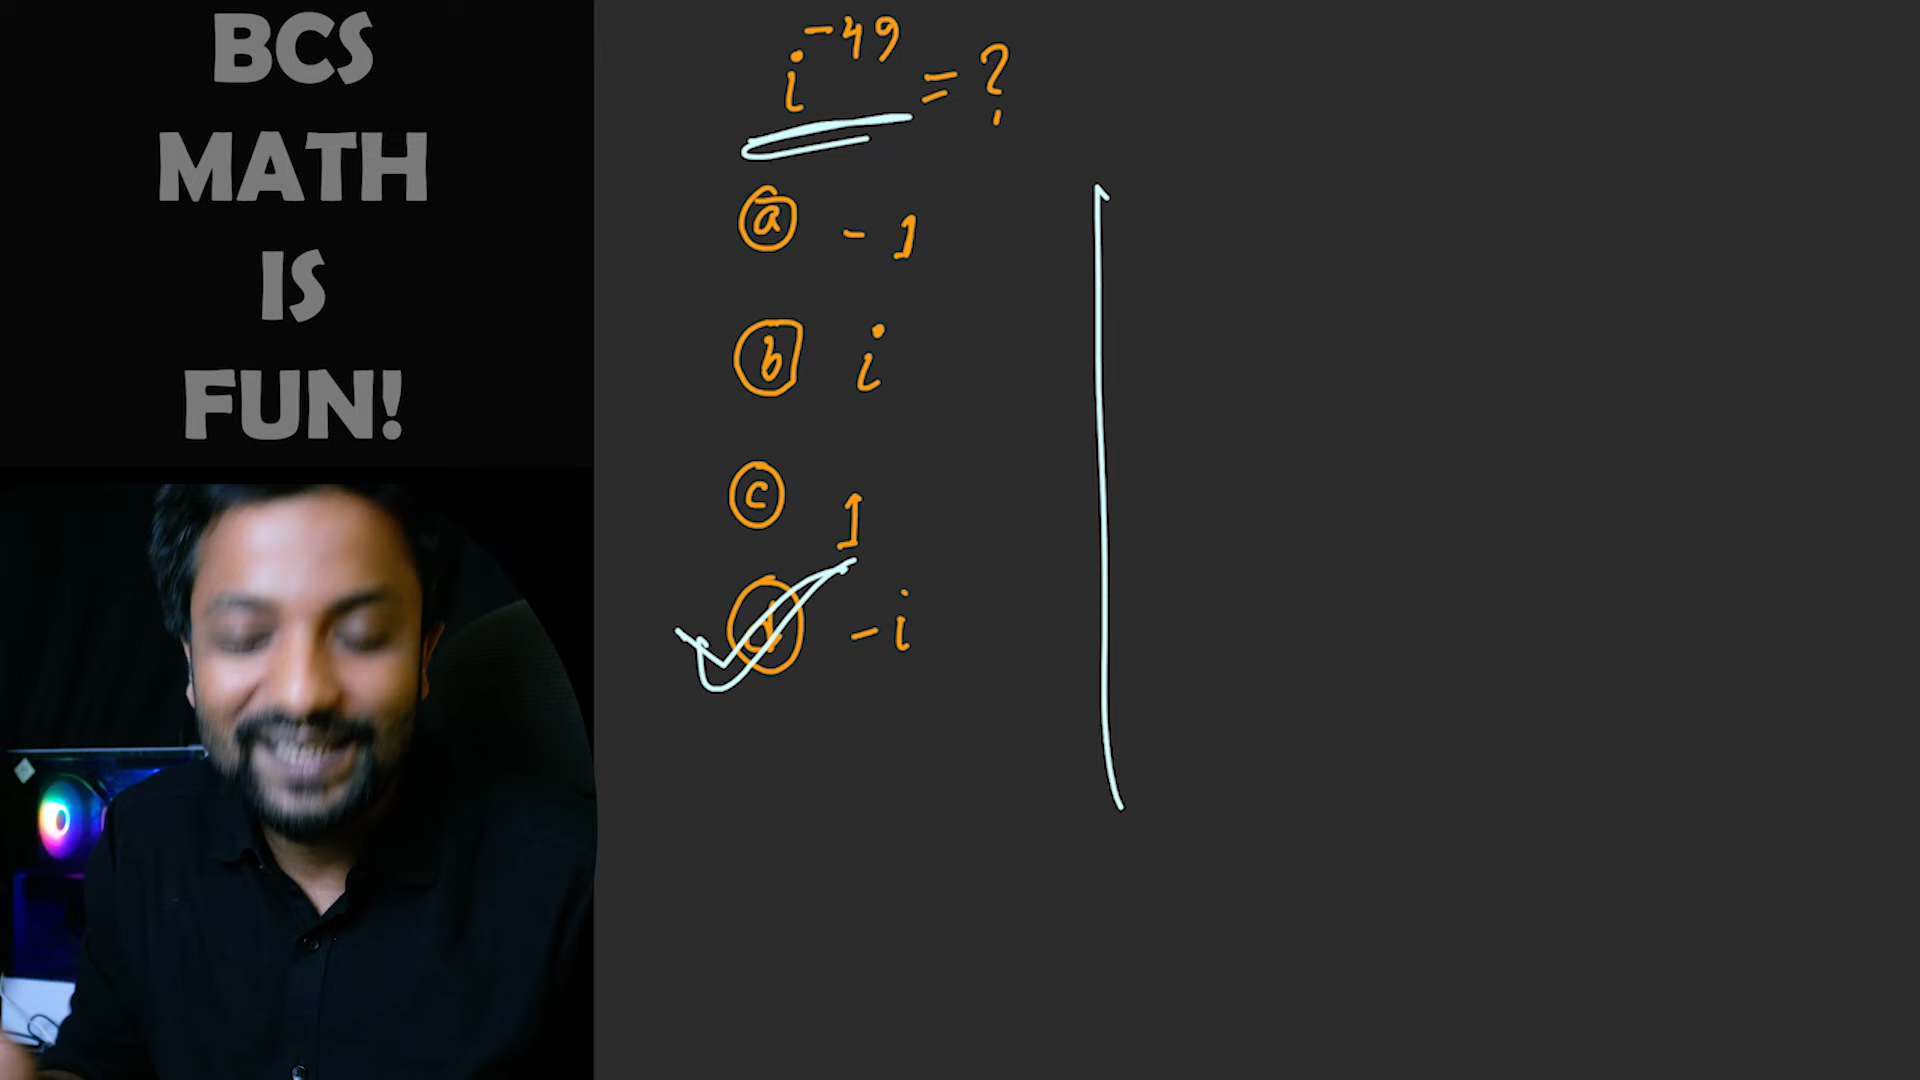 BCS
MATH
IS
FUN!
i⁻⁴⁹ = ?
ⓐ - 1
ⓑ i
ⓒ 1
ⓓ - i